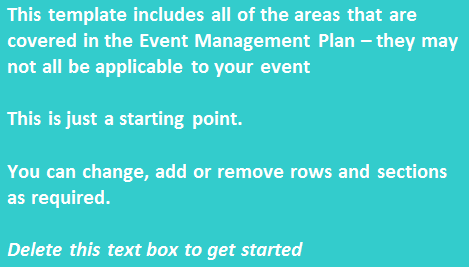 This template includes all of the areas that are
covered in the Event Management Plan – they may
not all be applicable to your event
This is just a starting point.
You can change, add or remove rows and sections
as required.
Delete this text box to get started